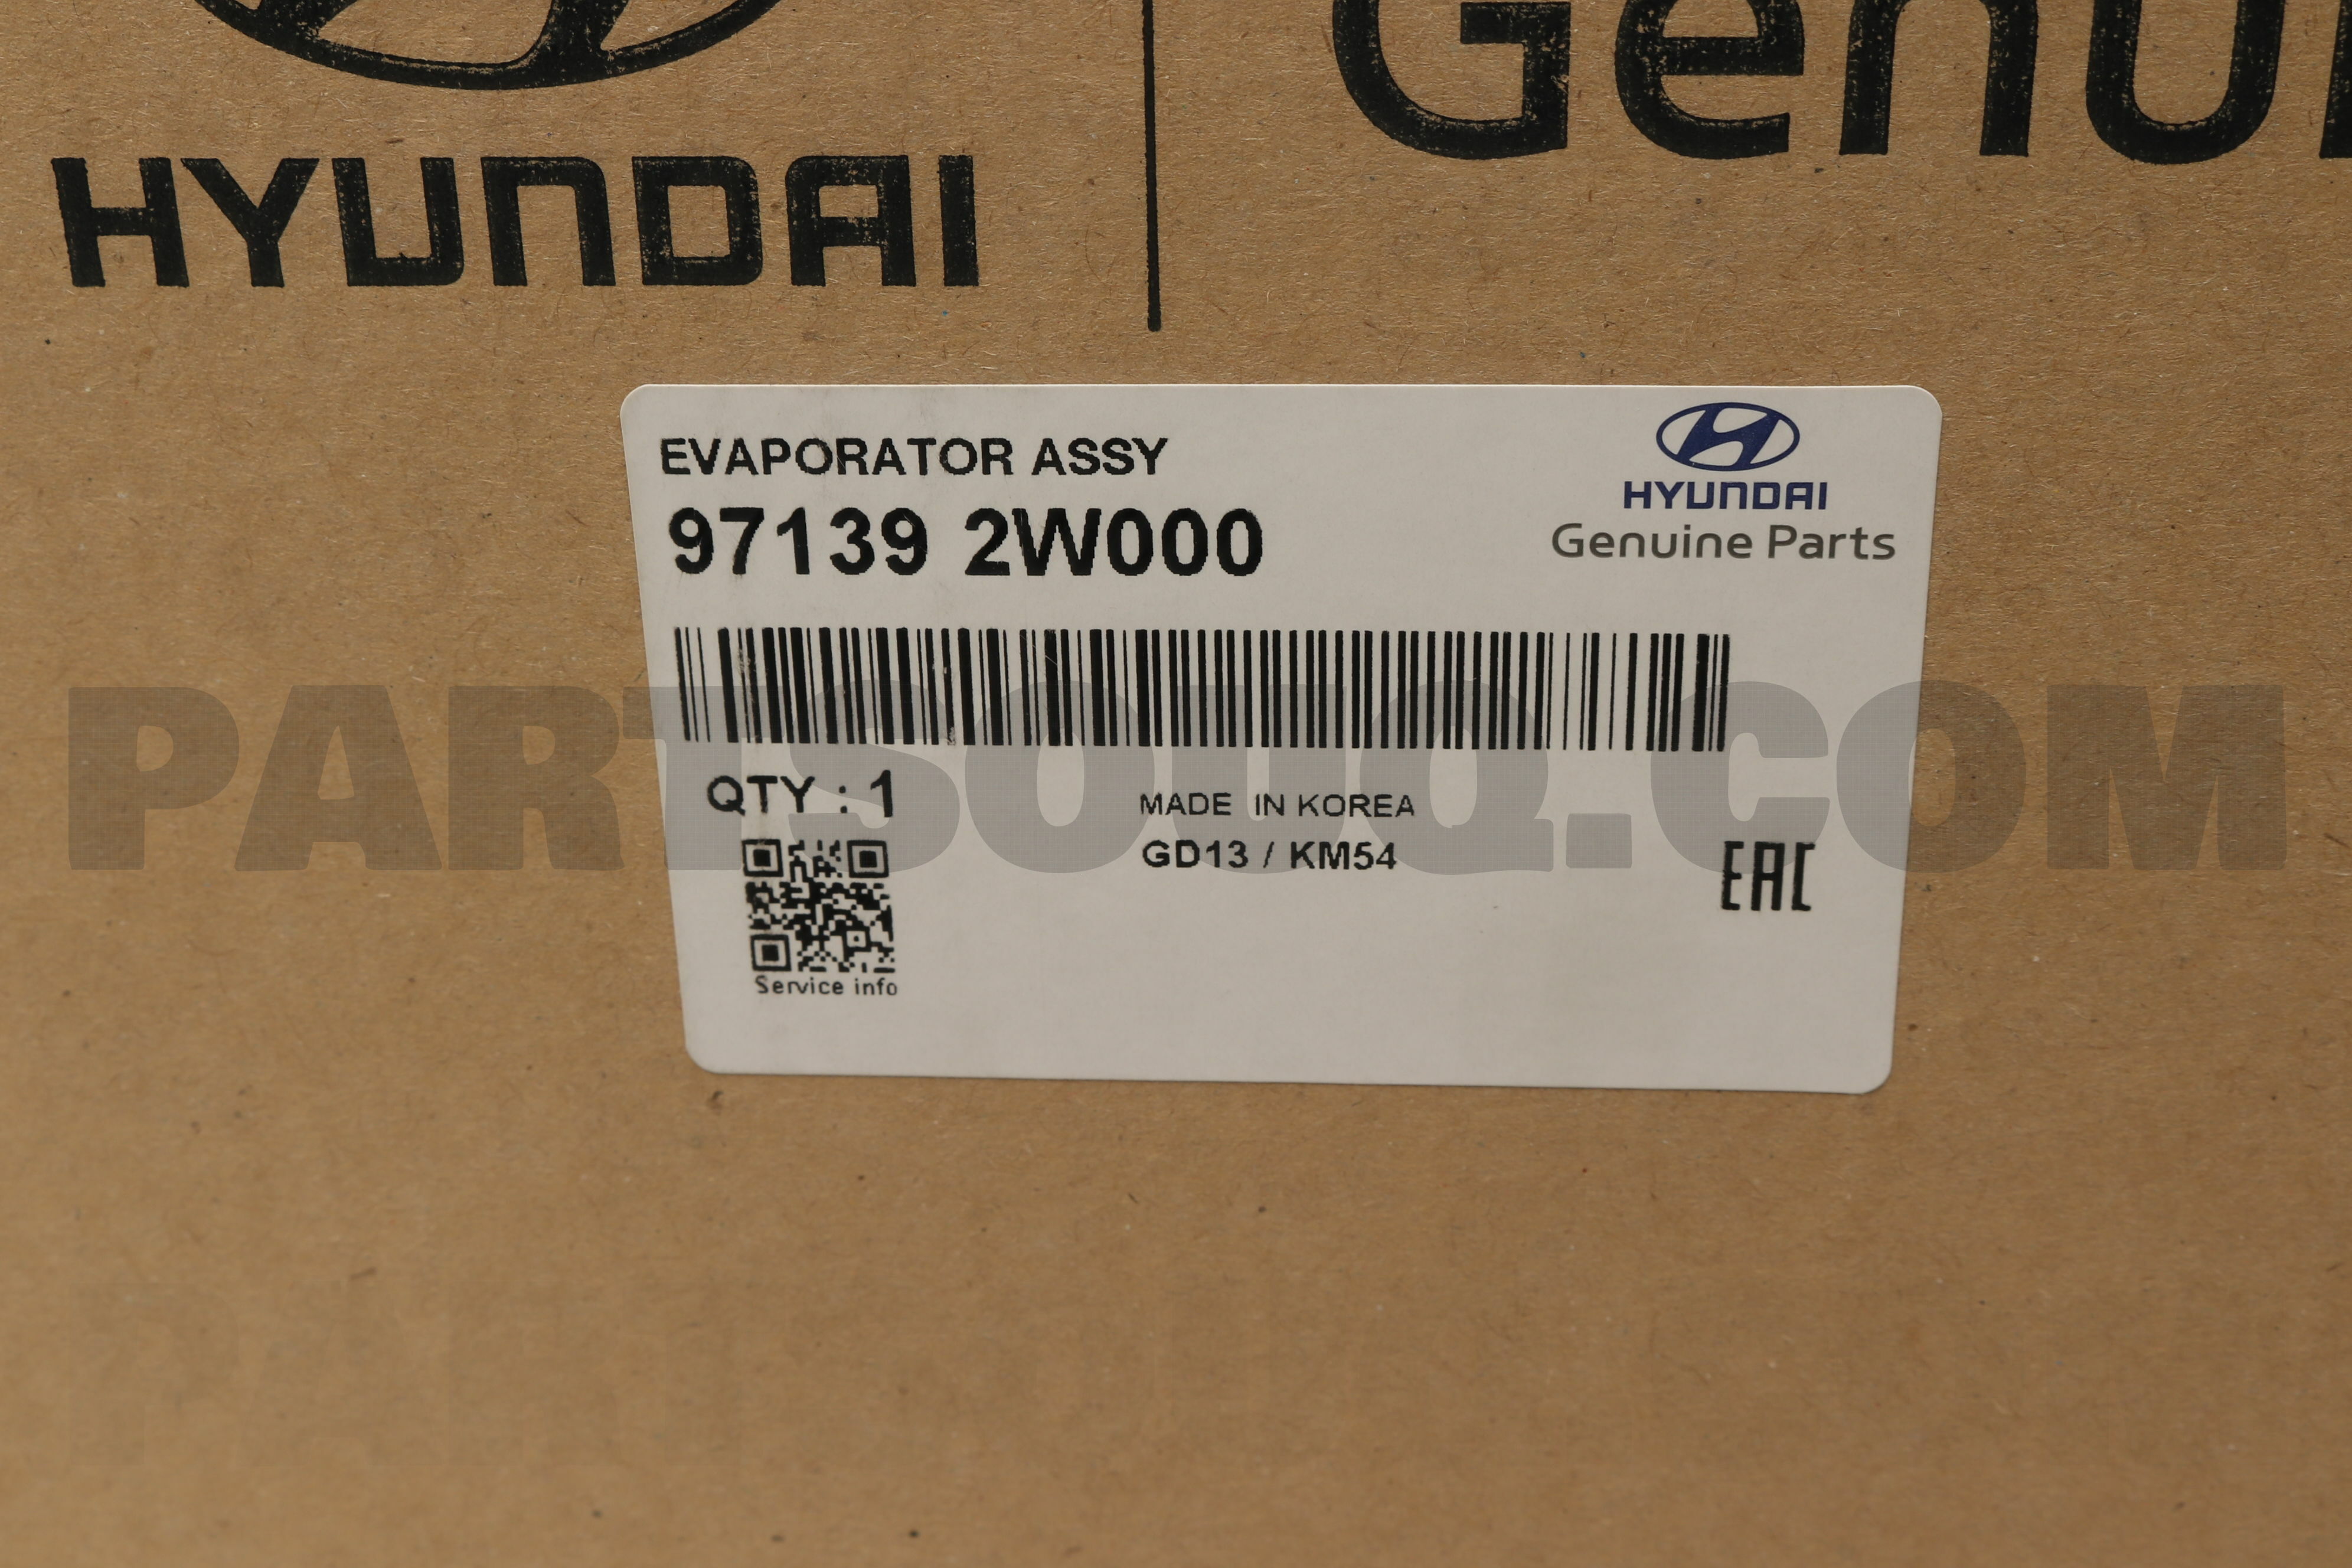 HYUNDAI
Genui
EVAPORATOR ASSY
97139 2W000
HYUNDAI
Genuine Parts
QTY : 1
MADE IN KOREA
GD13 / KM54
EAC
Service info
PARTSOUQ.COM